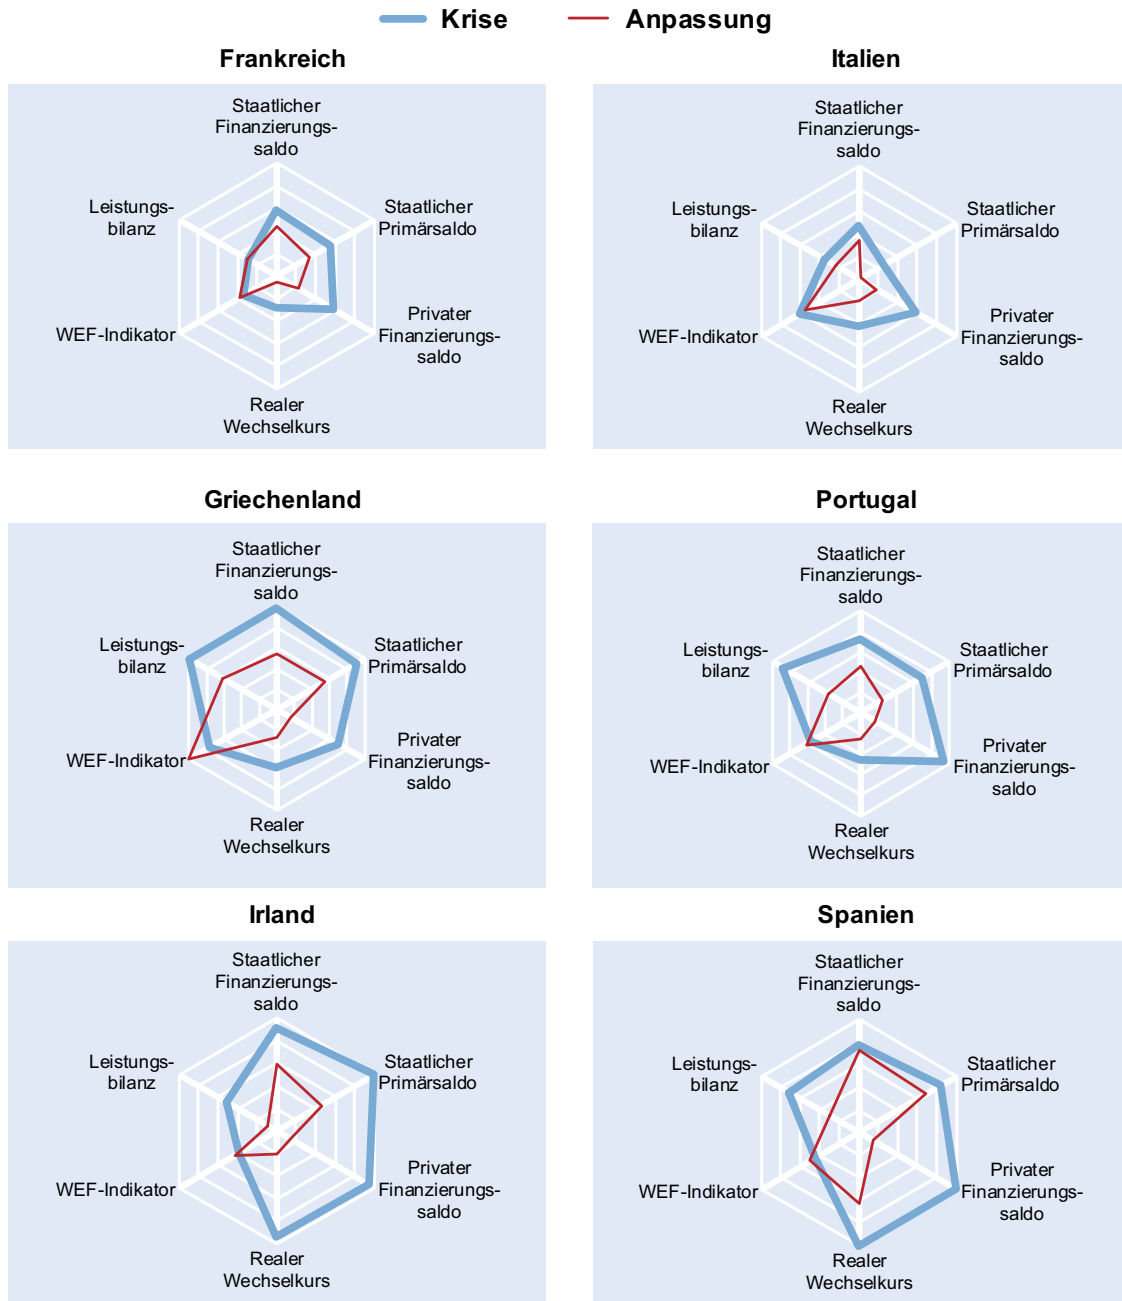 Krise Anpassung
Frankreich
Staatlicher
Finanzierungs-
saldo
Staatlicher
Primärsaldo
Privater
Finanzierungs-
saldo
Realer
Wechselkurs
WEF-Indikator
Leistungs-
bilanz
Italien
Staatlicher
Finanzierungs-
saldo
Staatlicher
Primärsaldo
Privater
Finanzierungs-
saldo
Realer
Wechselkurs
WEF-Indikator
Leistungs-
bilanz
Griechenland
Staatlicher
Finanzierungs-
saldo
Staatlicher
Primärsaldo
Privater
Finanzierungs-
saldo
Realer
Wechselkurs
WEF-Indikator
Leistungs-
bilanz
Portugal
Staatlicher
Finanzierungs-
saldo
Staatlicher
Primärsaldo
Privater
Finanzierungs-
saldo
Realer
Wechselkurs
WEF-Indikator
Leistungs-
bilanz
Irland
Staatlicher
Finanzierungs-
saldo
Staatlicher
Primärsaldo
Privater
Finanzierungs-
saldo
Realer
Wechselkurs
WEF-Indikator
Leistungs-
bilanz
Spanien
Staatlicher
Finanzierungs-
saldo
Staatlicher
Primärsaldo
Privater
Finanzierungs-
saldo
Realer
Wechselkurs
WEF-Indikator
Leistungs-
bilanz